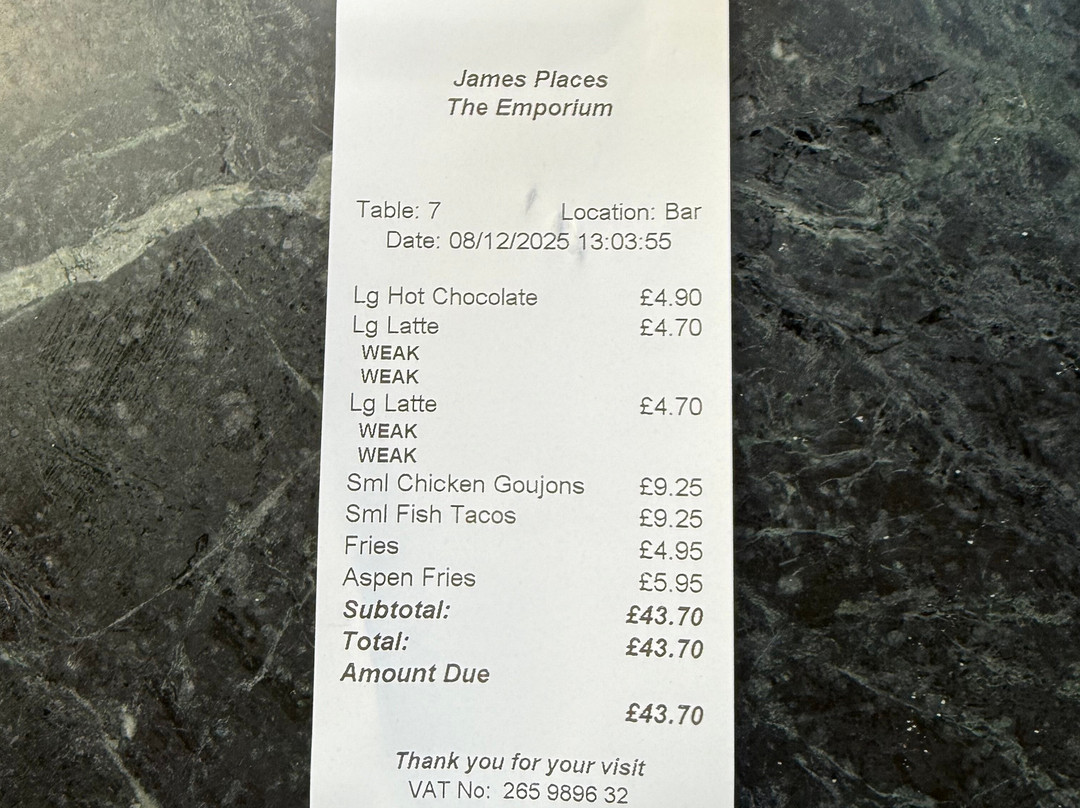 James Places
The Emporium
Table: 7 Location: Bar
Date: 08/12/2025 13:03:55
Lg Hot Chocolate £4.90
Lg Latte £4.70
WEAK
WEAK
Lg Latte £4.70
WEAK
WEAK
Sml Chicken Goujons £9.25
Sml Fish Tacos £9.25
Fries £4.95
Aspen Fries £5.95
Subtotal: £43.70
Total: £43.70
Amount Due
£43.70
Thank you for your visit
VAT No: 265 9896 32